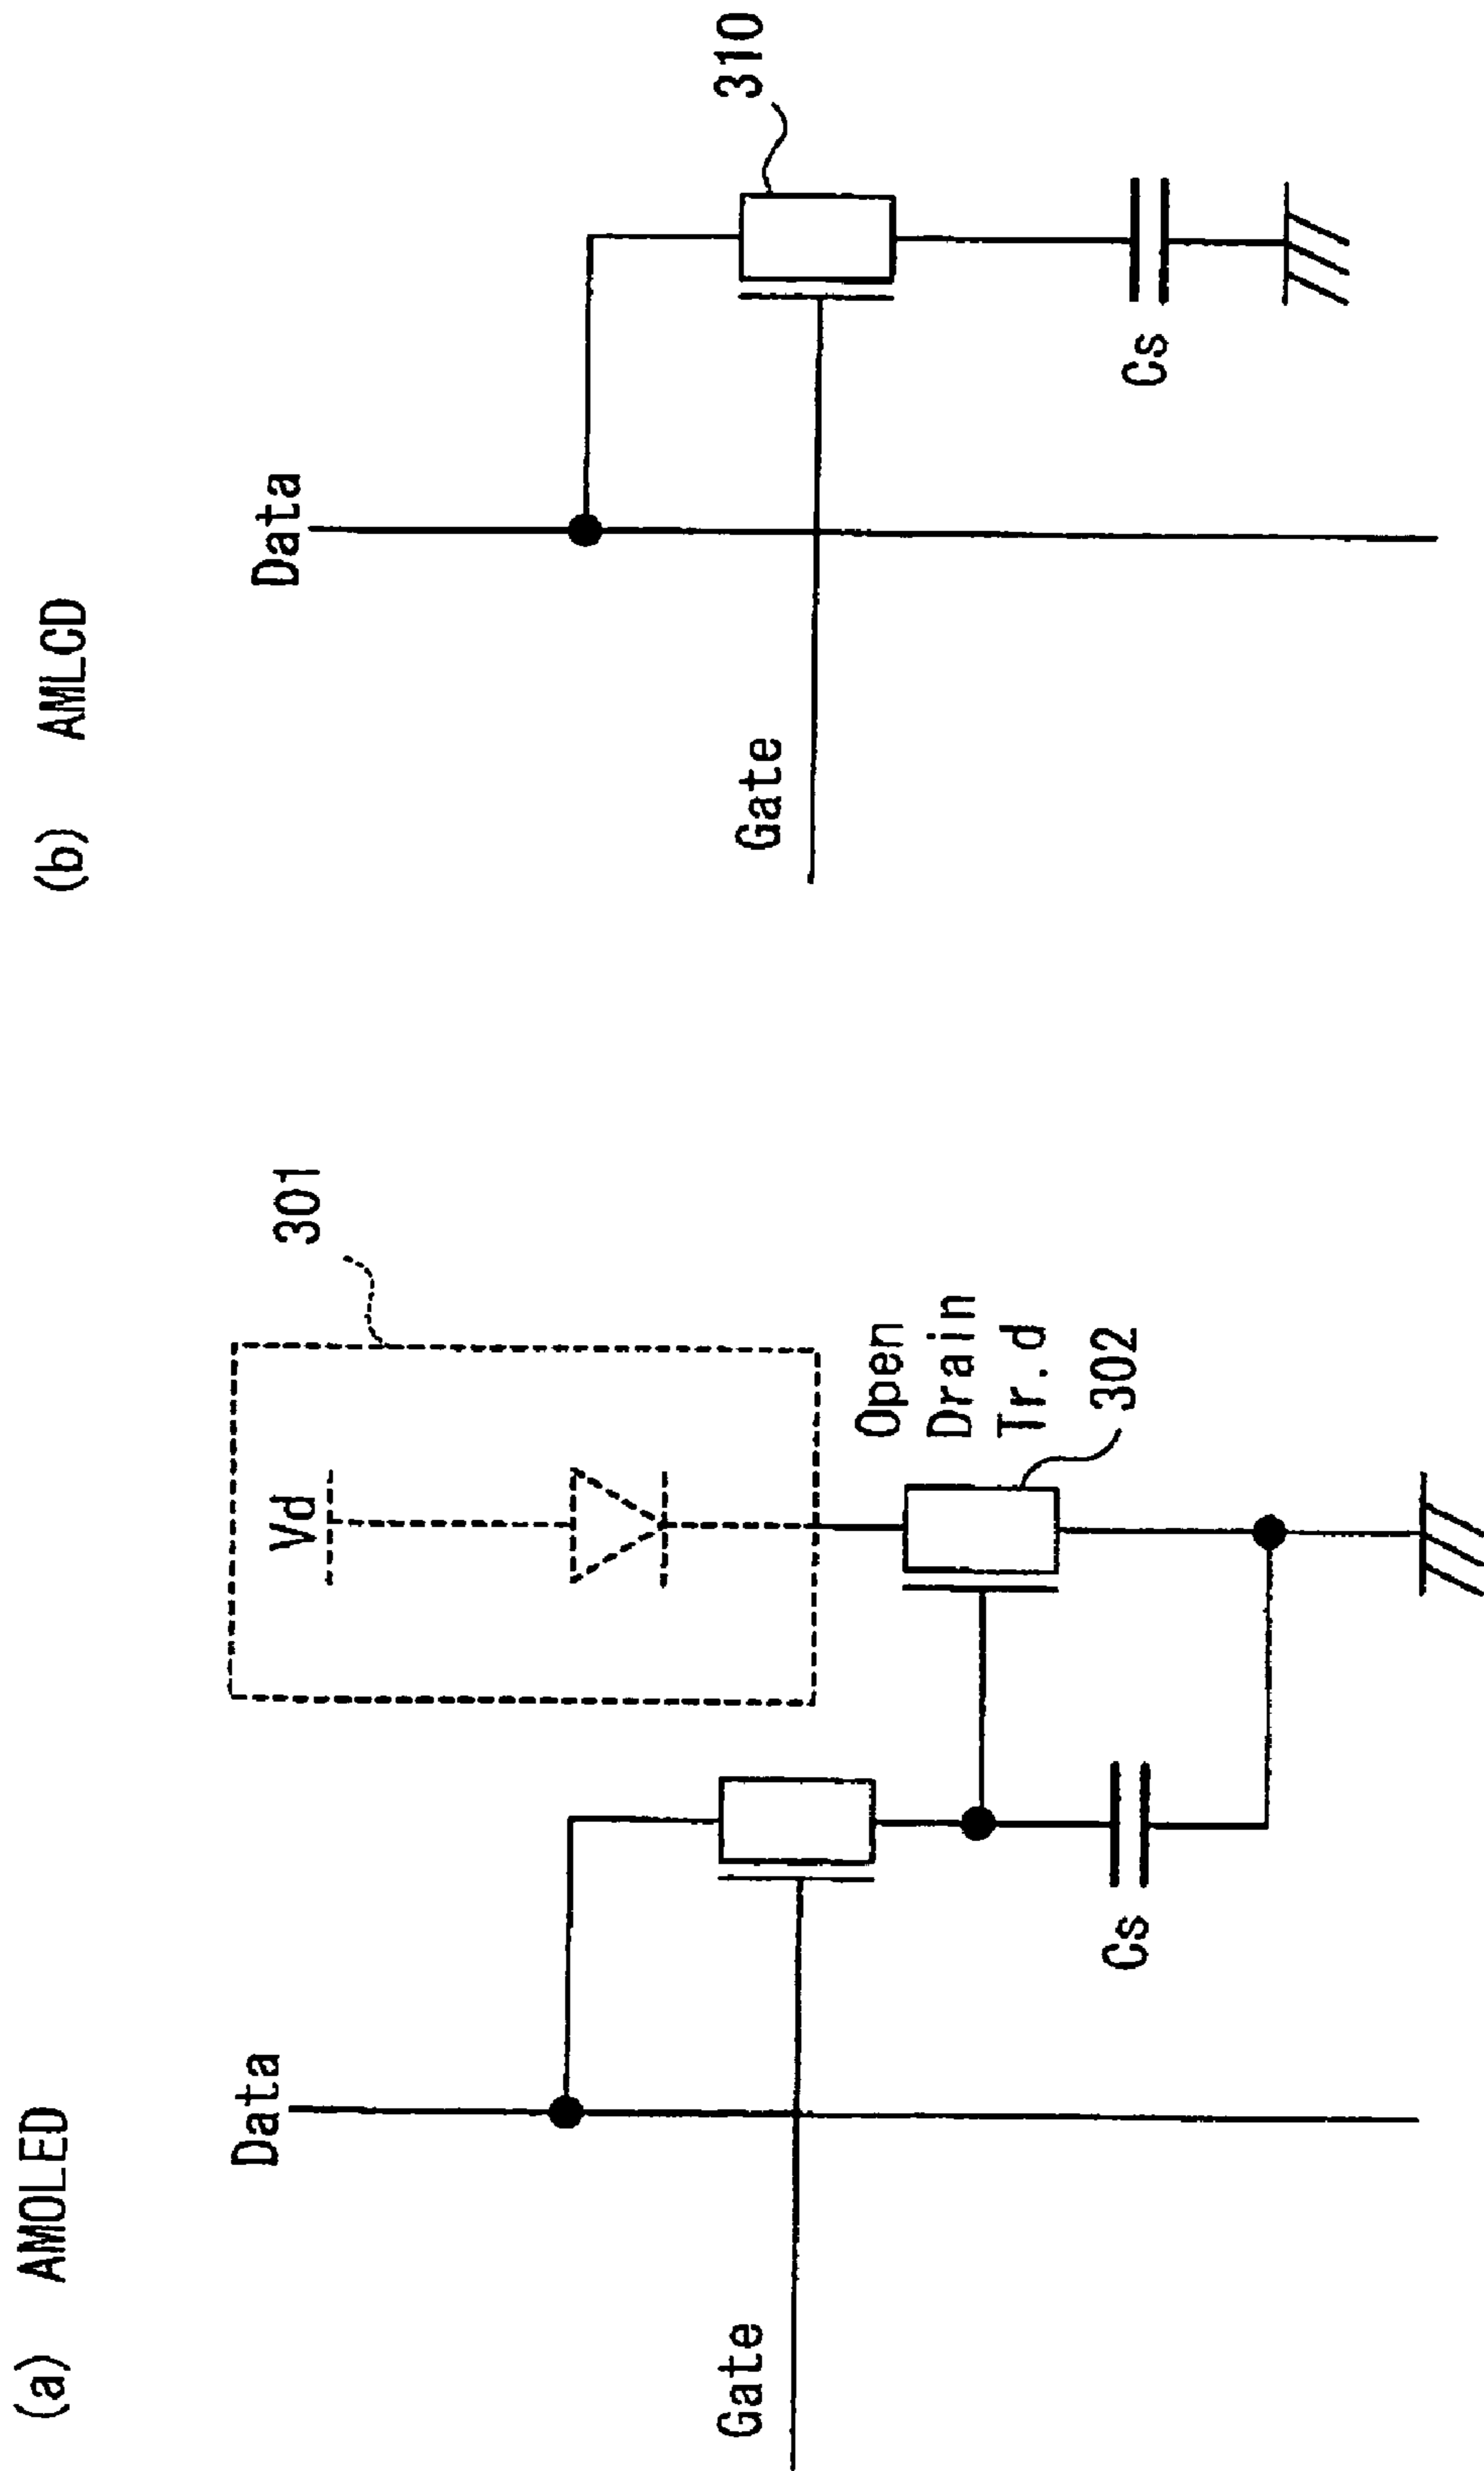 (a) AMOLED
Data
Gate
Cs
Vd
301
Open
Drain
Tr.d
302
(b) AMLCD
Data
Gate
Cs
310